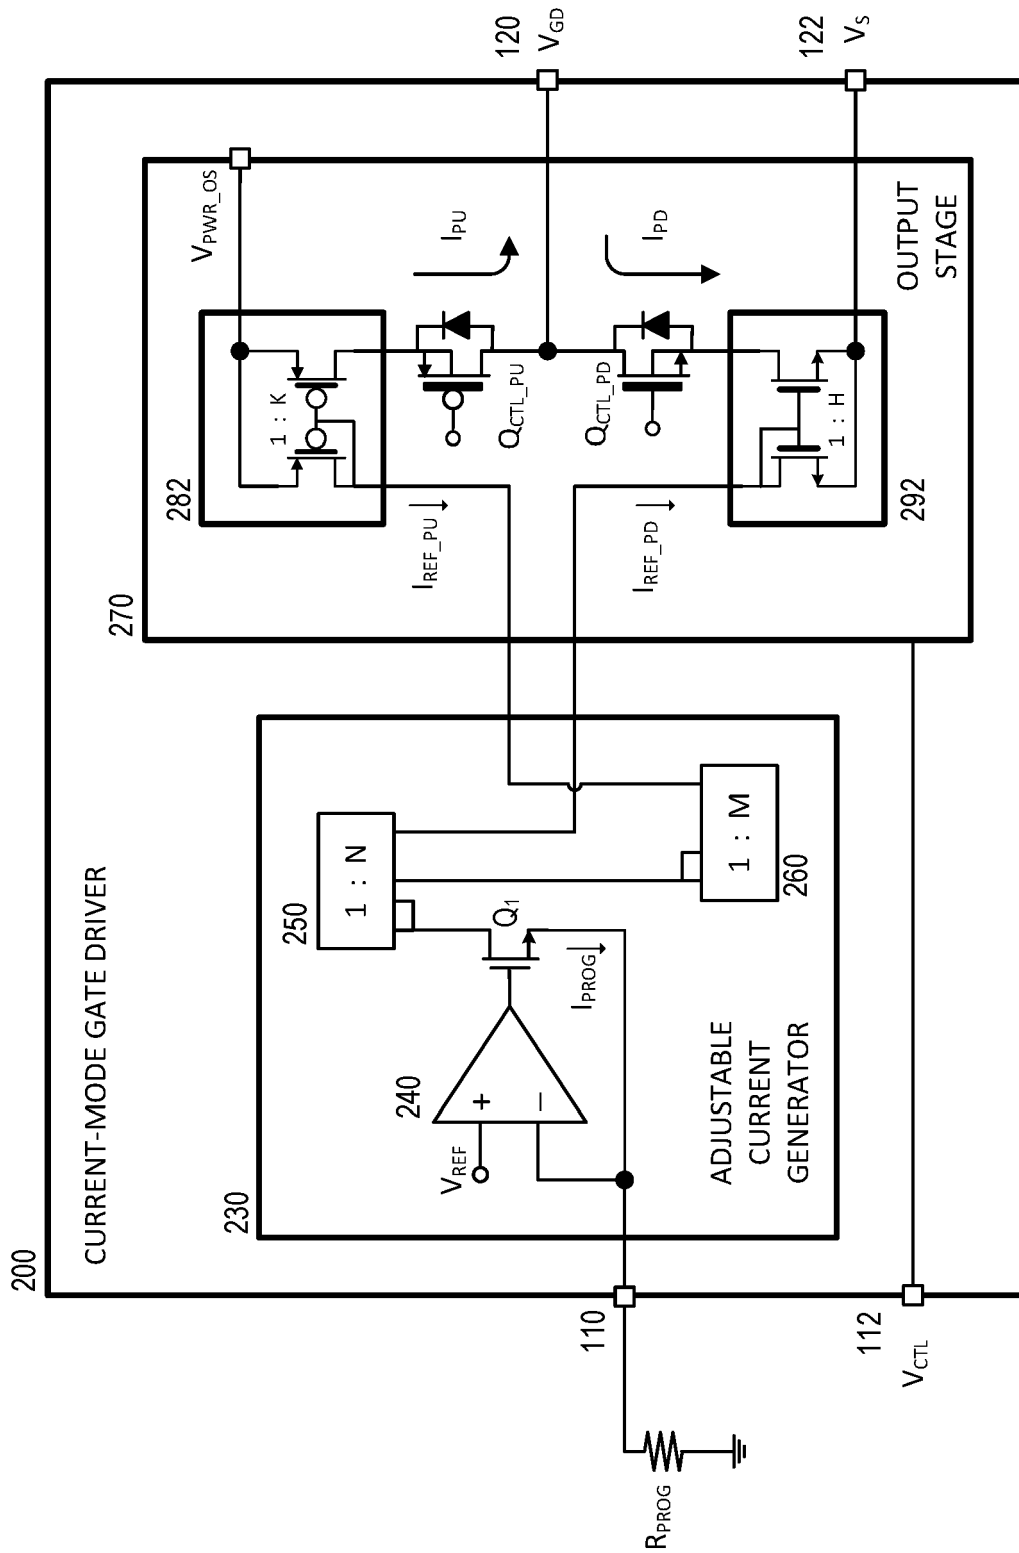 200
CURRENT-MODE GATE DRIVER
230
ADJUSTABLE
CURRENT
GENERATOR
240
+
−
V_REF
Q1
I_PROG
250
1 : N
260
1 : M
270
OUTPUT
STAGE
V_PWR_OS
282
1 : K
I_REF_PU
Q_CTL_PU
I_PU
Q_CTL_PD
I_PD
I_REF_PD
292
1 : H
120
V_GD
122
V_S
110
R_PROG
112
V_CTL